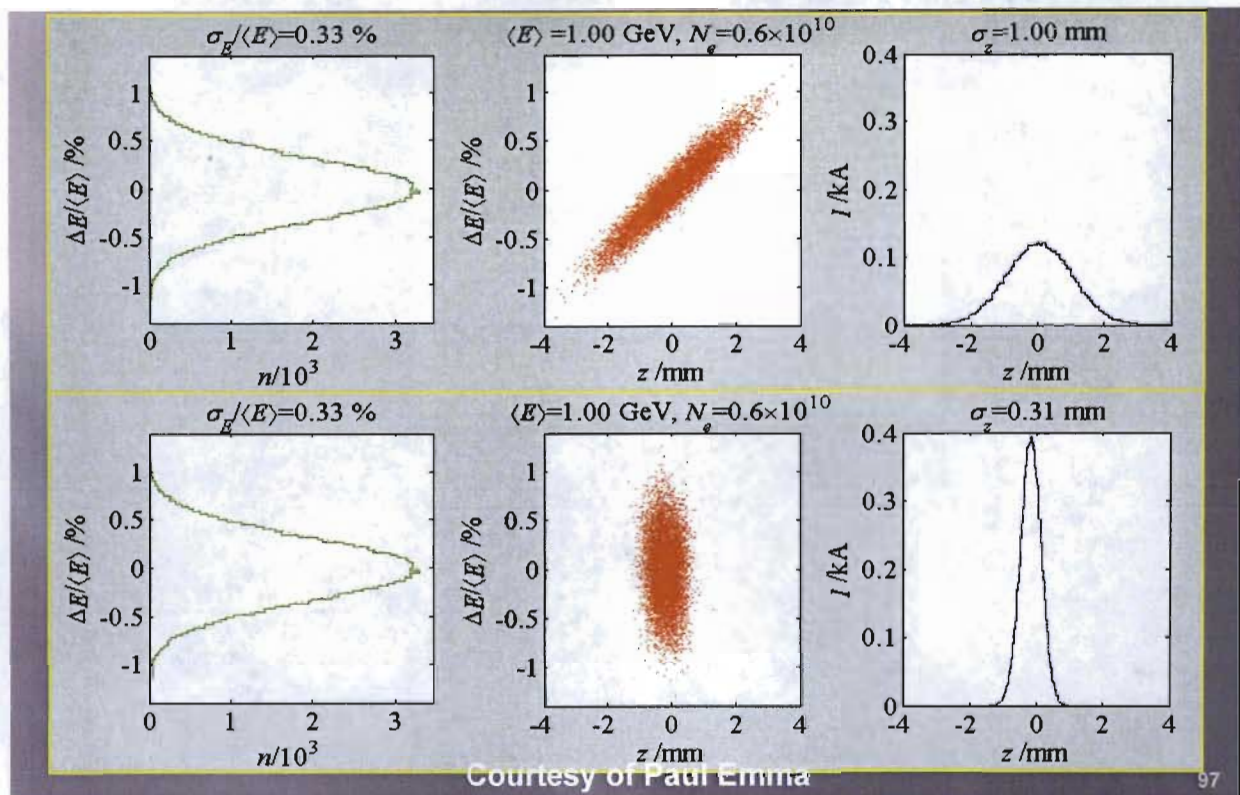 σ_E/⟨E⟩=0.33 %
⟨E⟩ =1.00 GeV, N_e=0.6×10^10
σ_z=1.00 mm
ΔE/⟨E⟩ /%
1
0.5
0
-0.5
-1
0 1 2 3
n/10^3
ΔE/⟨E⟩ /%
1
0.5
0
-0.5
-1
-4 -2 0 2 4
z /mm
I /kA
0.4
0.3
0.2
0.1
0
-4 -2 0 2 4
z /mm
σ_E/⟨E⟩=0.33 %
⟨E⟩=1.00 GeV, N_e=0.6×10^10
σ_z=0.31 mm
ΔE/⟨E⟩ /%
1
0.5
0
-0.5
-1
0 1 2 3
n/10^3
ΔE/⟨E⟩ /%
1
0.5
0
-0.5
-1
-4 -2 0 2 4
z /mm
I /kA
0.4
0.3
0.2
0.1
0
-4 -2 0 2 4
z /mm
Courtesy of Paul Emma
97